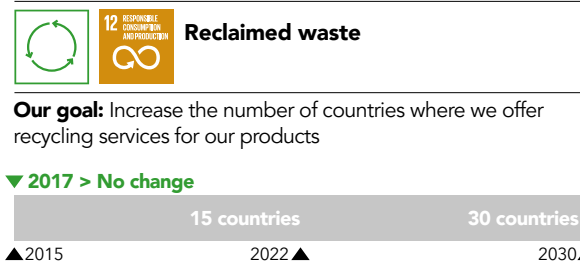 12 RESPONSIBLE
CONSUMPTION
AND PRODUCTION
Reclaimed waste
Our goal: Increase the number of countries where we offer
recycling services for our products
▼ 2017 > No change
15 countries 30 countries
▲2015 2022▲ 2030▲